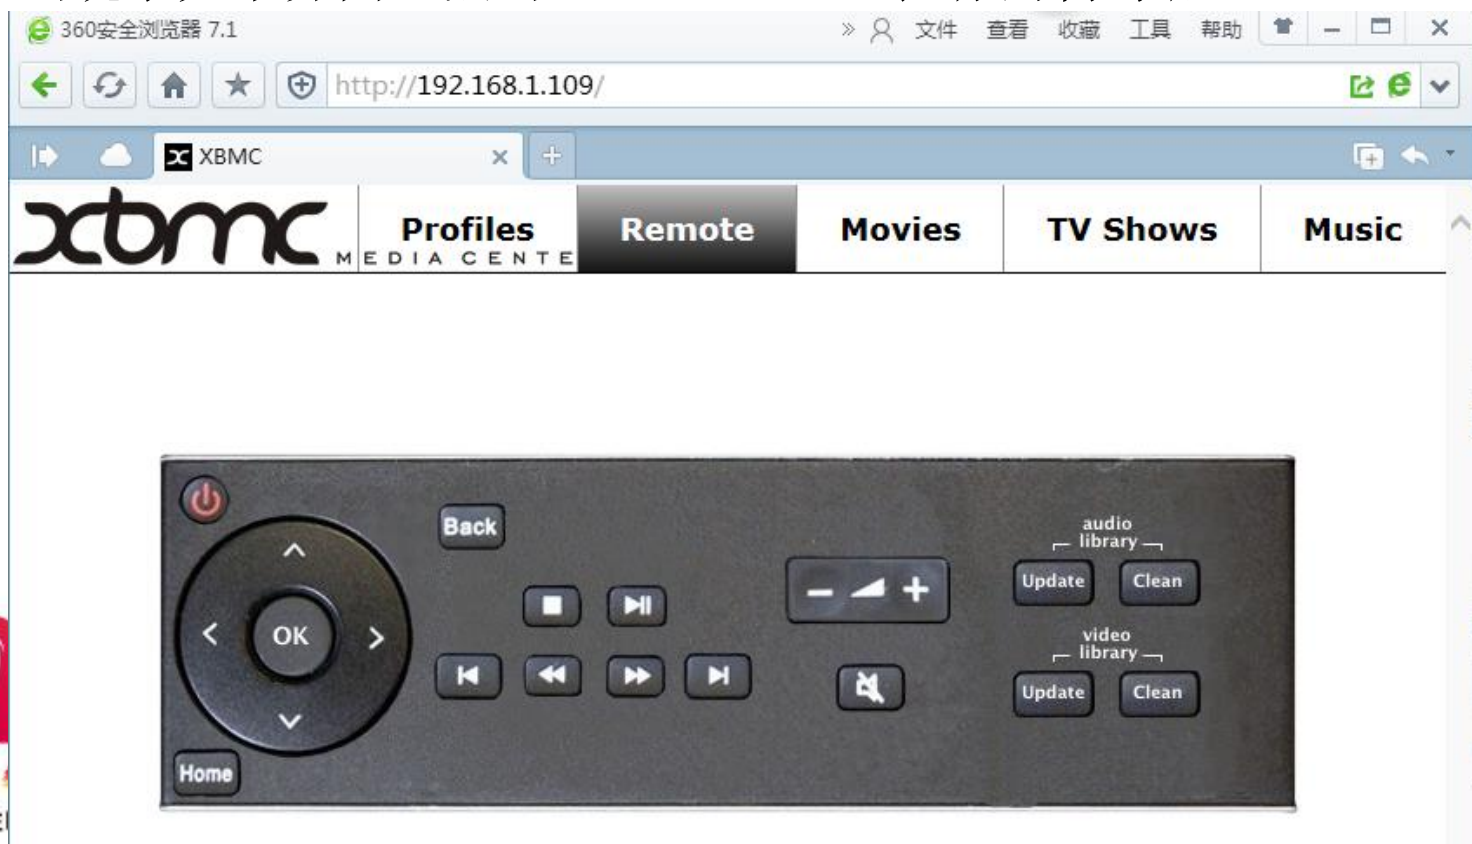 360安全浏览器 7.1
文件 查看 收藏 工具 帮助
http://192.168.1.109/
XBMC
xbmc
MEDIA CENTE
Profiles Remote Movies TV Shows Music
Back
OK
Home
audio
library
Update Clean
video
library
Update Clean